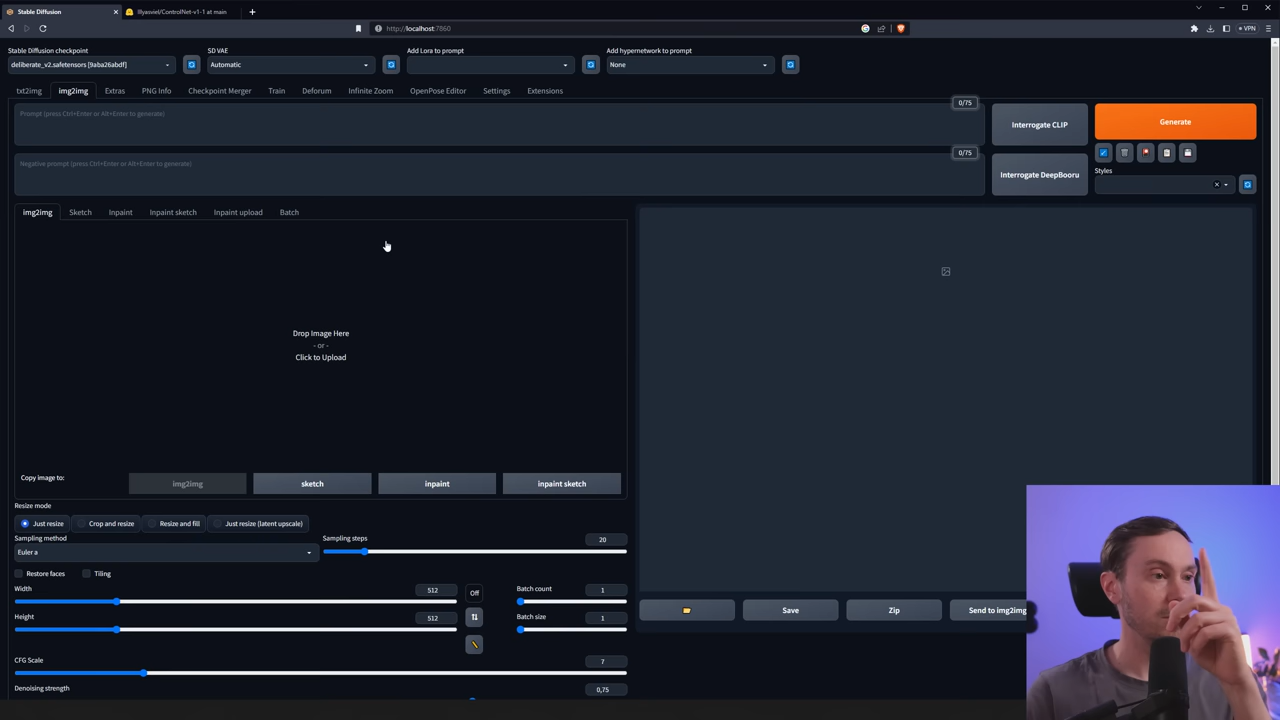 Stable Diffusion
lllyasviel/ControlNet-v1-1 at main
http://localhost:7860
VPN
Stable Diffusion checkpoint
SD VAE
Add Lora to prompt
Add hypernetwork to prompt
deliberate_v2.safetensors [9aba26abdf]
Automatic
None
txt2img
img2img
Extras
PNG Info
Checkpoint Merger
Train
Deforum
Infinite Zoom
OpenPose Editor
Settings
Extensions
Prompt (press Ctrl+Enter or Alt+Enter to generate)
0/75
Interrogate CLIP
Generate
Negative prompt (press Ctrl+Enter or Alt+Enter to generate)
0/75
Interrogate DeepBooru
Styles
img2img
Sketch
Inpaint
Inpaint sketch
Inpaint upload
Batch
Drop Image Here
- or -
Click to Upload
Copy image to:
img2img
sketch
inpaint
inpaint sketch
Resize mode
Just resize
Crop and resize
Resize and fill
Just resize (latent upscale)
Sampling method
Euler a
Sampling steps
20
Restore faces
Tiling
Width
512
Off
Batch count
1
Height
512
Batch size
1
CFG Scale
7
Denoising strength
0,75
Save
Zip
Send to img2img